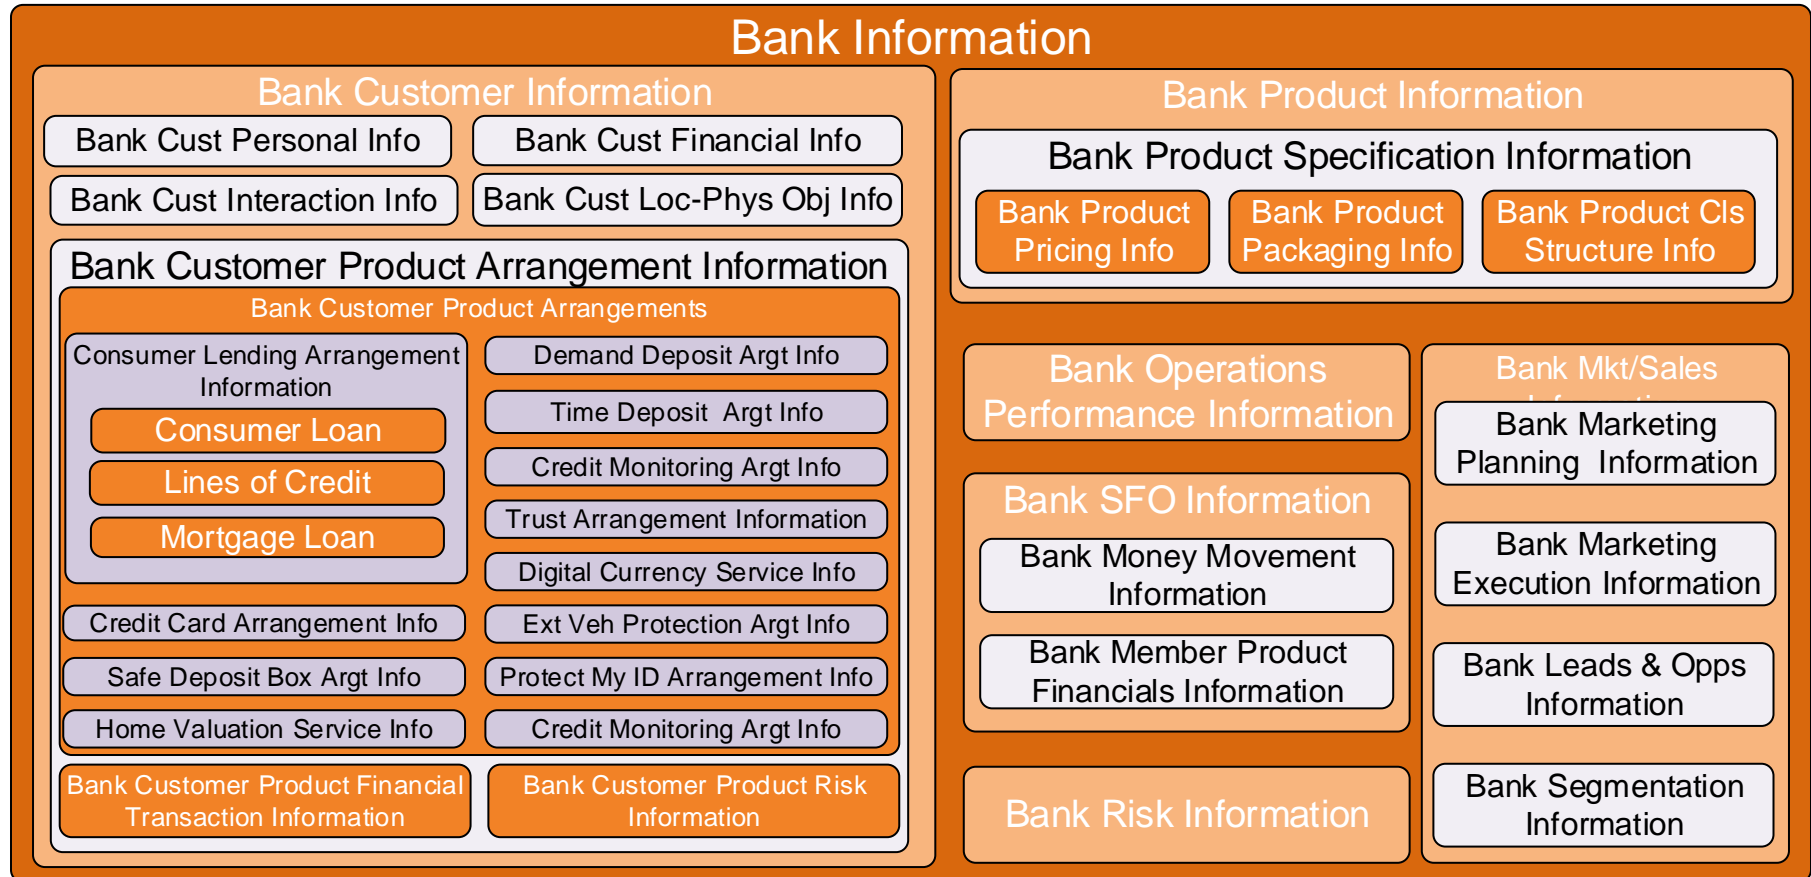 Bank Information
Bank Customer Information
Bank Cust Personal Info
Bank Cust Financial Info
Bank Cust Interaction Info
Bank Cust Loc-Phys Obj Info
Bank Customer Product Arrangement Information
Bank Customer Product Arrangements
Consumer Lending Arrangement
Information
Consumer Loan
Lines of Credit
Mortgage Loan
Credit Card Arrangement Info
Safe Deposit Box Argt Info
Home Valuation Service Info
Demand Deposit Argt Info
Time Deposit Argt Info
Credit Monitoring Argt Info
Trust Arrangement Information
Digital Currency Service Info
Ext Veh Protection Argt Info
Protect My ID Arrangement Info
Credit Monitoring Argt Info
Bank Customer Product Financial
Transaction Information
Bank Customer Product Risk
Information
Bank Product Information
Bank Product Specification Information
Bank Product
Pricing Info
Bank Product
Packaging Info
Bank Product Cls
Structure Info
Bank Operations
Performance Information
Bank SFO Information
Bank Money Movement
Information
Bank Member Product
Financials Information
Bank Risk Information
Bank Mkt/Sales
Bank Marketing
Planning Information
Bank Marketing
Execution Information
Bank Leads & Opps
Information
Bank Segmentation
Information